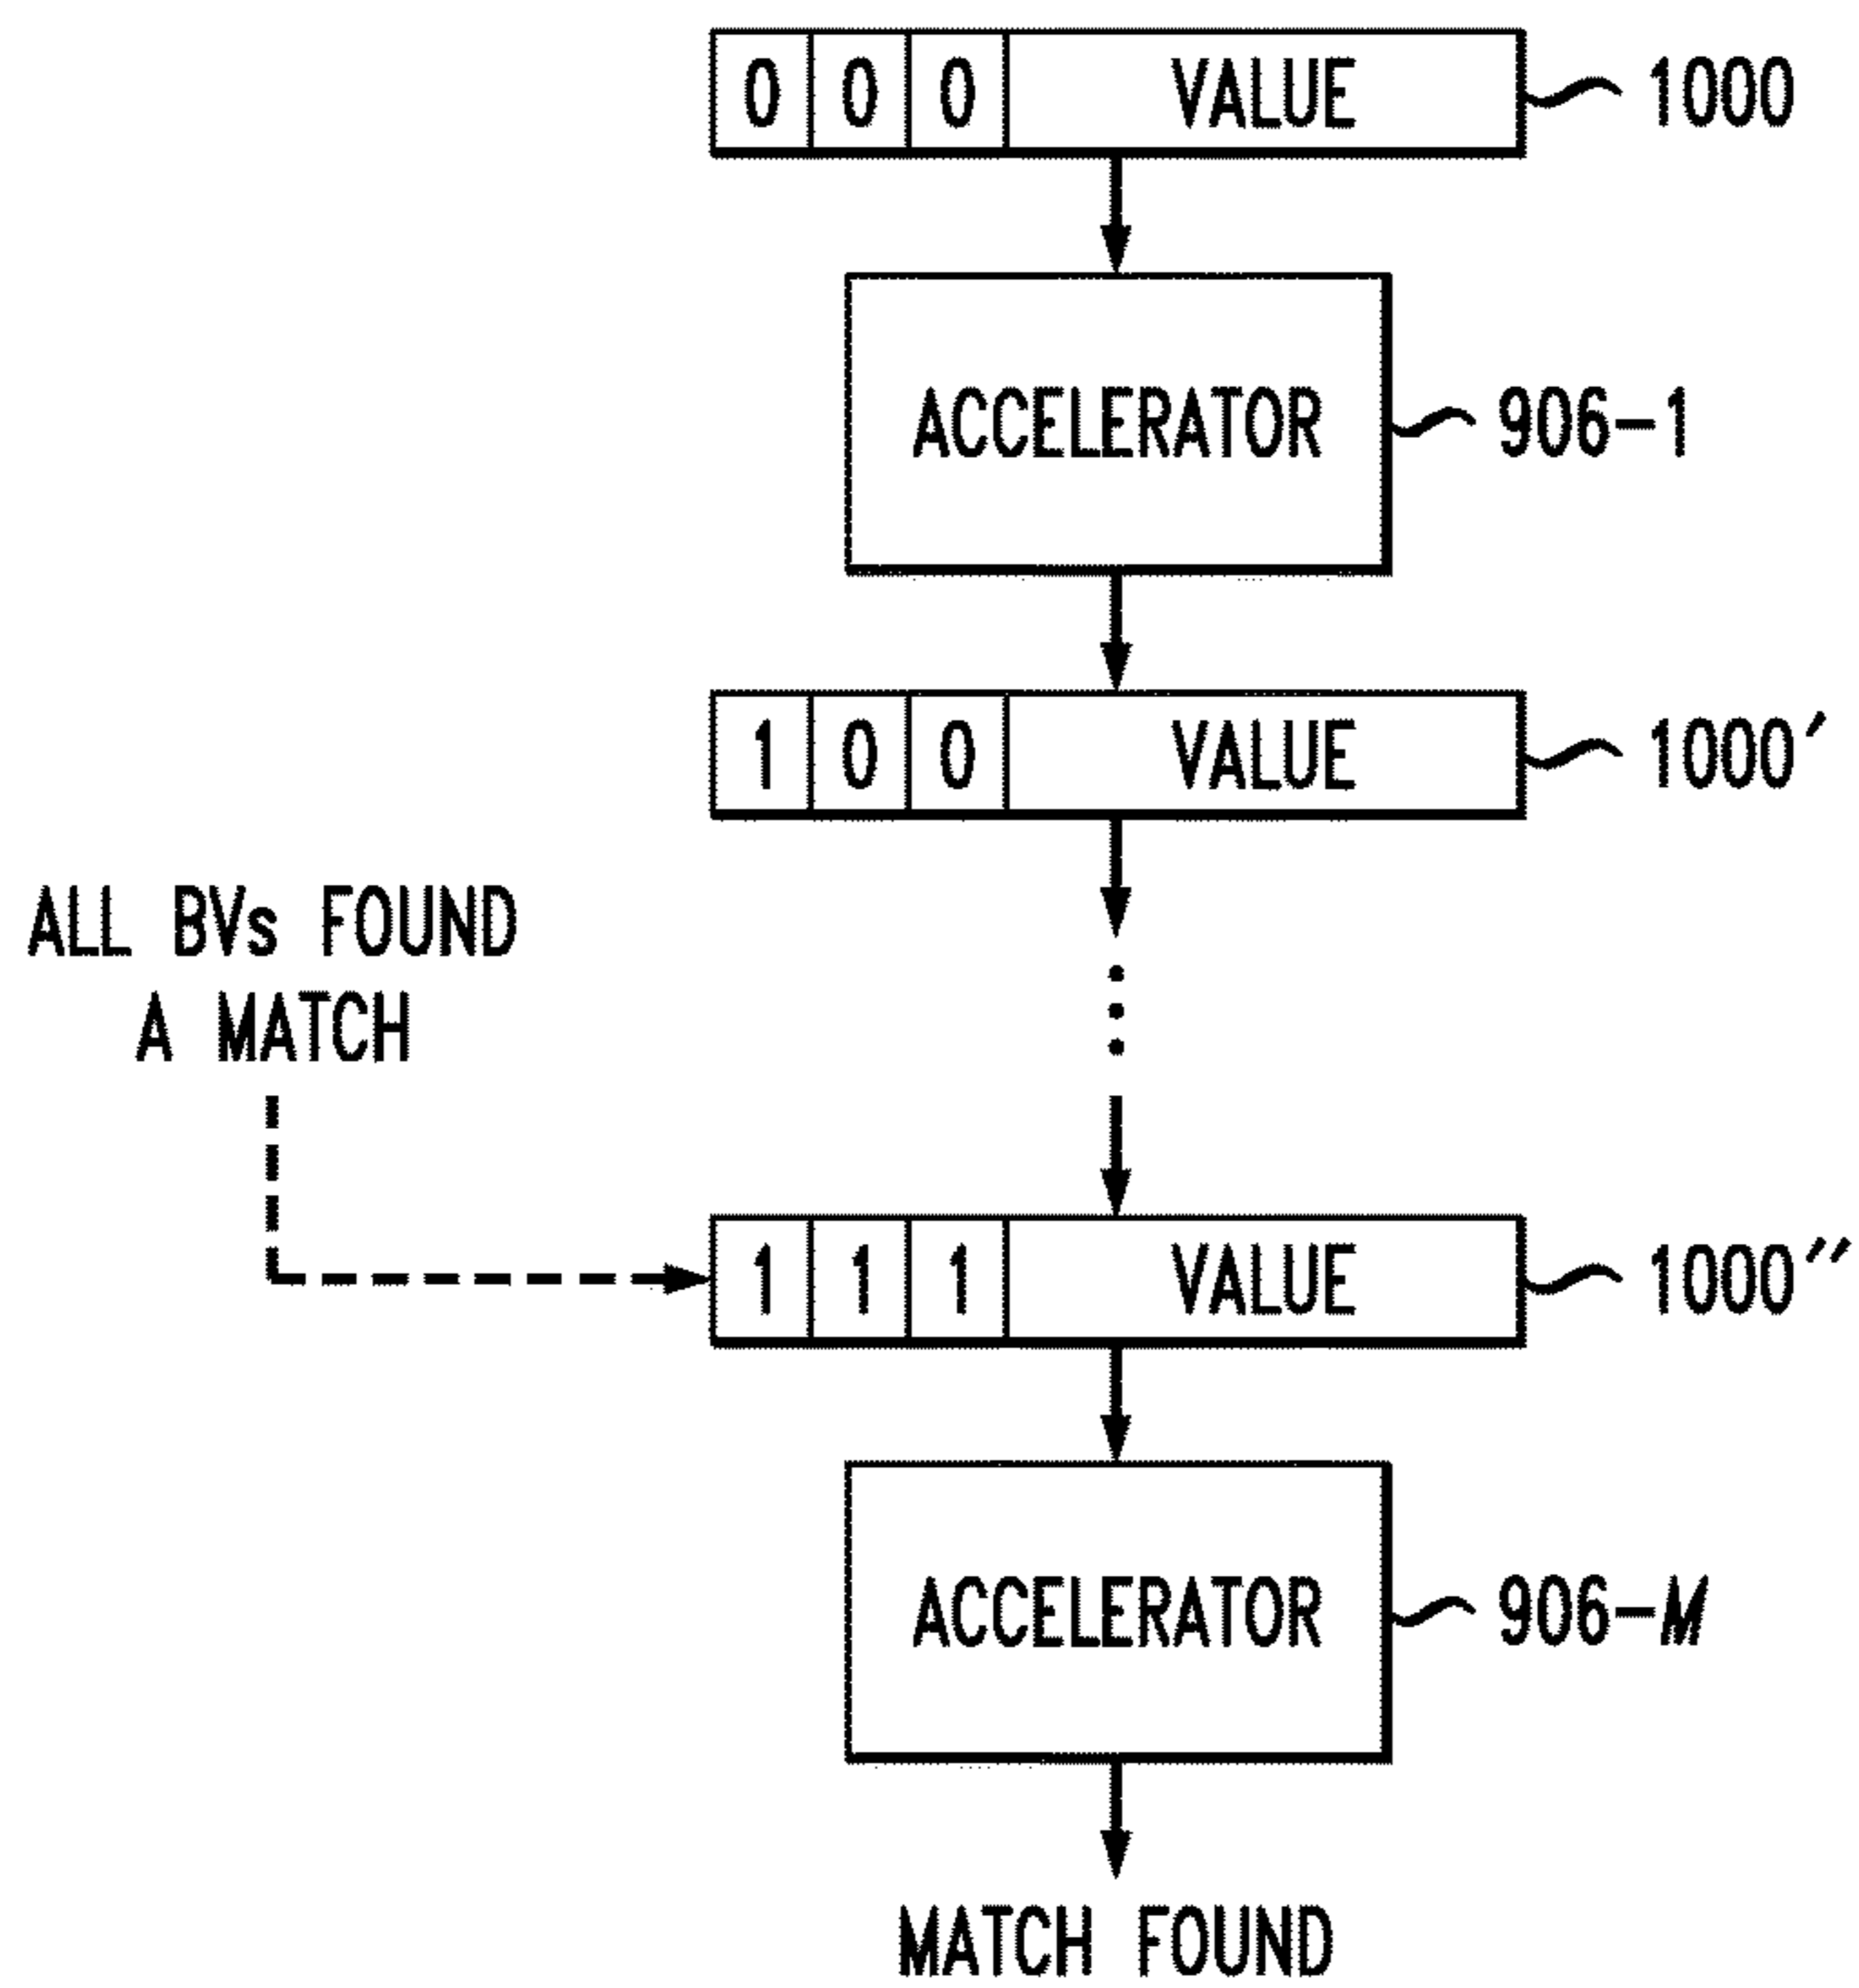 0 0 0 VALUE 1000
ACCELERATOR 906-1
1 0 0 VALUE 1000′
ALL BVs FOUND
A MATCH
1 1 1 VALUE 1000′′
ACCELERATOR 906-M
MATCH FOUND